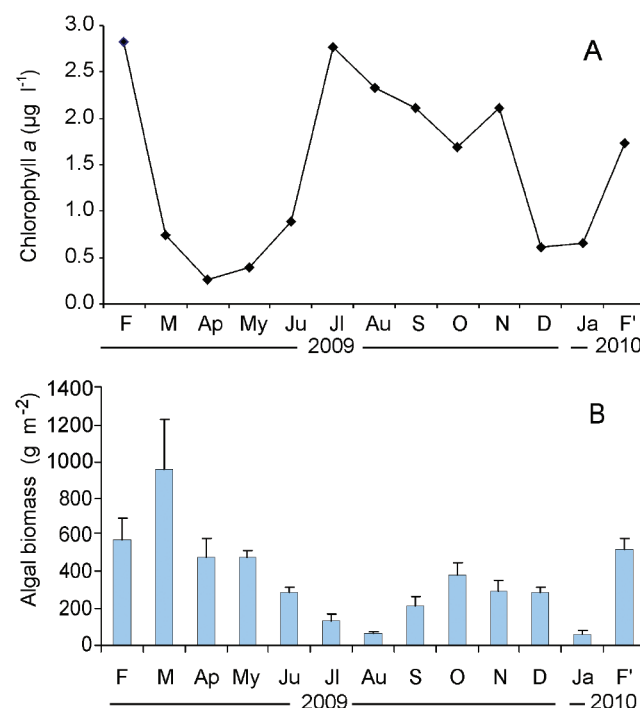 A
Chlorophyll a (µg l⁻¹)
3.0
2.5
2.0
1.5
1.0
0.5
0.0
F M Ap My Ju Jl Au S O N D Ja F'
2009 2010
B
Algal biomass (g m⁻²)
1400
1200
1000
800
600
400
200
0
F M Ap My Ju Jl Au S O N D Ja F'
2009 2010